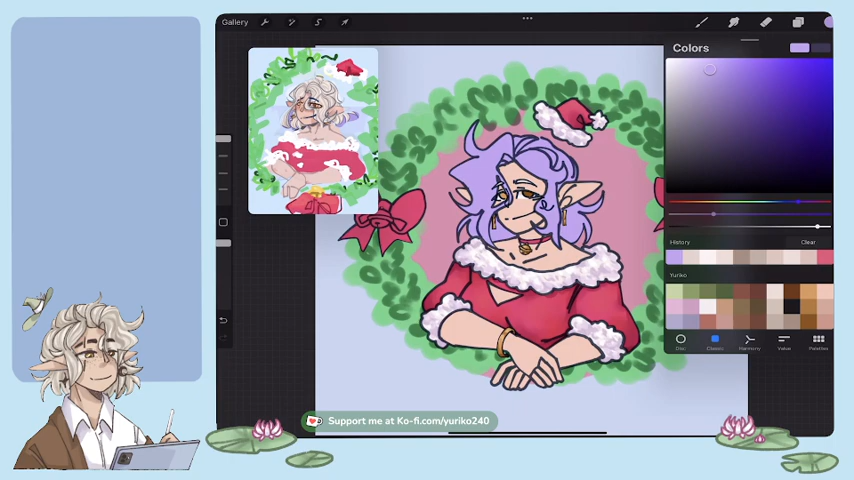 Gallery
Colors
History
Clear
Yuriko
Disc
Classic
Harmony
Value
Palettes
Support me at Ko-fi.com/yuriko240